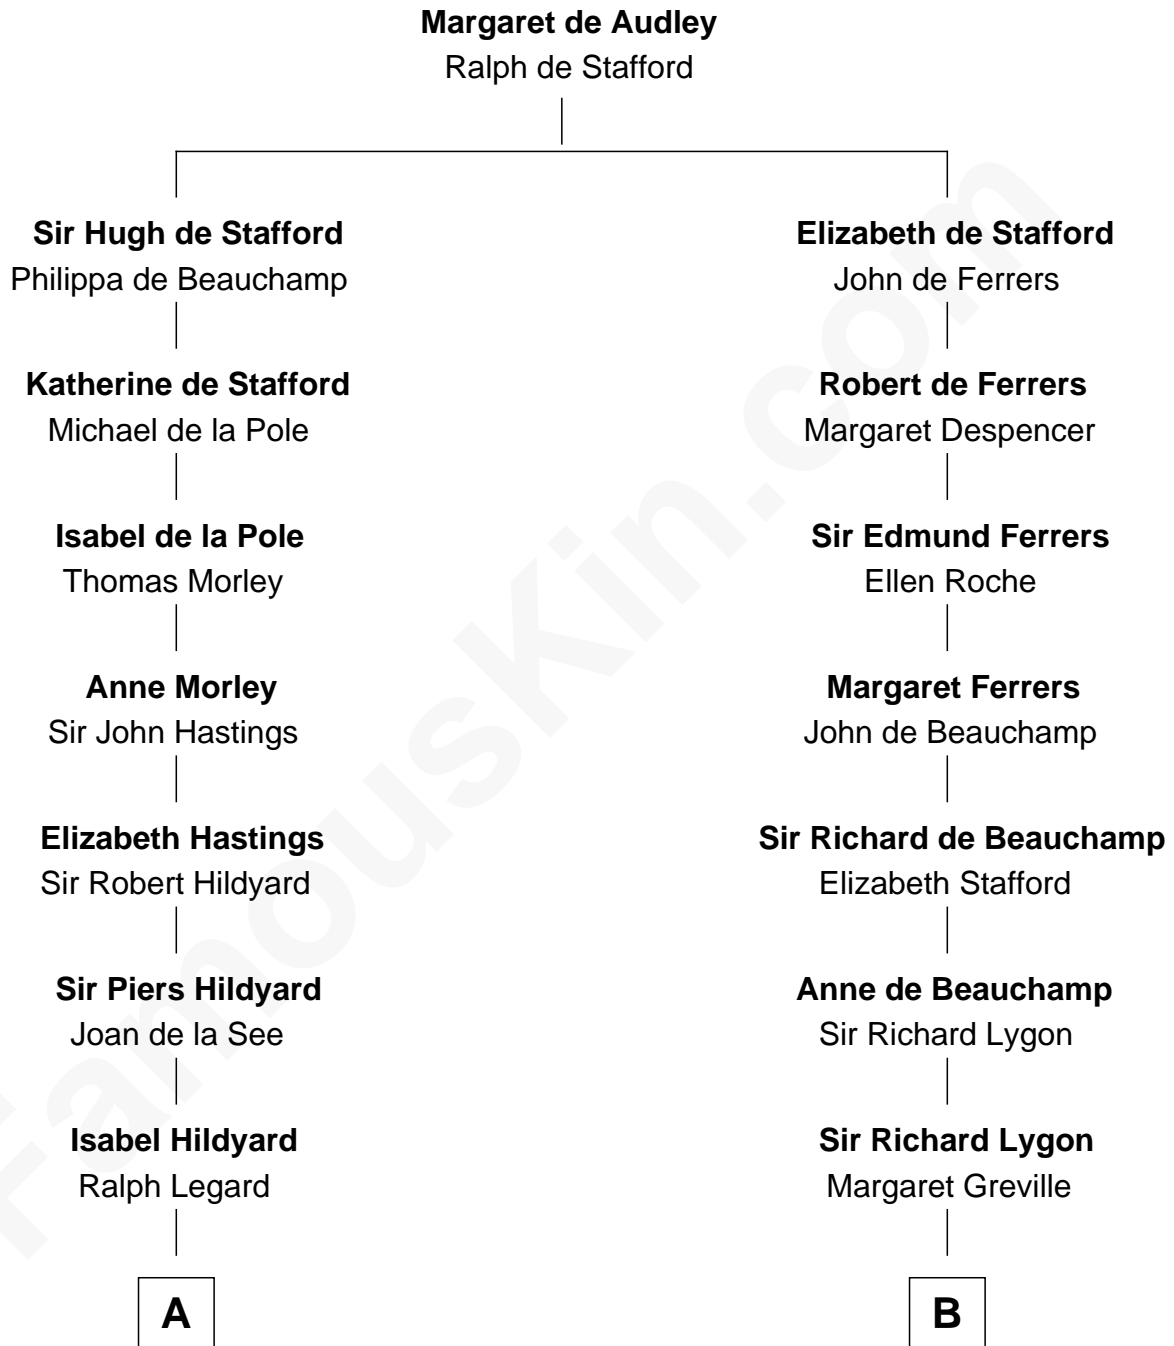 Margaret de Audley
Ralph de Stafford
Sir Hugh de Stafford
Philippa de Beauchamp
Elizabeth de Stafford
John de Ferrers
Katherine de Stafford
Michael de la Pole
Robert de Ferrers
Margaret Despencer
Isabel de la Pole
Thomas Morley
Sir Edmund Ferrers
Ellen Roche
Anne Morley
Sir John Hastings
Margaret Ferrers
John de Beauchamp
Elizabeth Hastings
Sir Robert Hildyard
Sir Richard de Beauchamp
Elizabeth Stafford
Sir Piers Hildyard
Joan de la See
Anne de Beauchamp
Sir Richard Lygon
Isabel Hildyard
Ralph Legard
Sir Richard Lygon
Margaret Greville
A
B
FamousKin.com